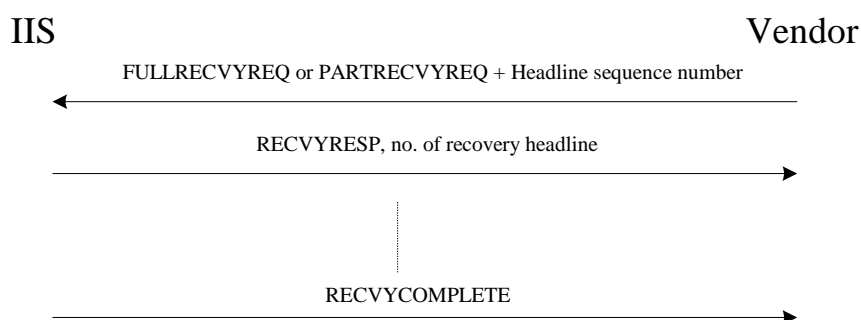 IIS
Vendor
FULLRECVYREQ or PARTRECVYREQ + Headline sequence number
RECVYRESP, no. of recovery headline
RECVYCOMPLETE